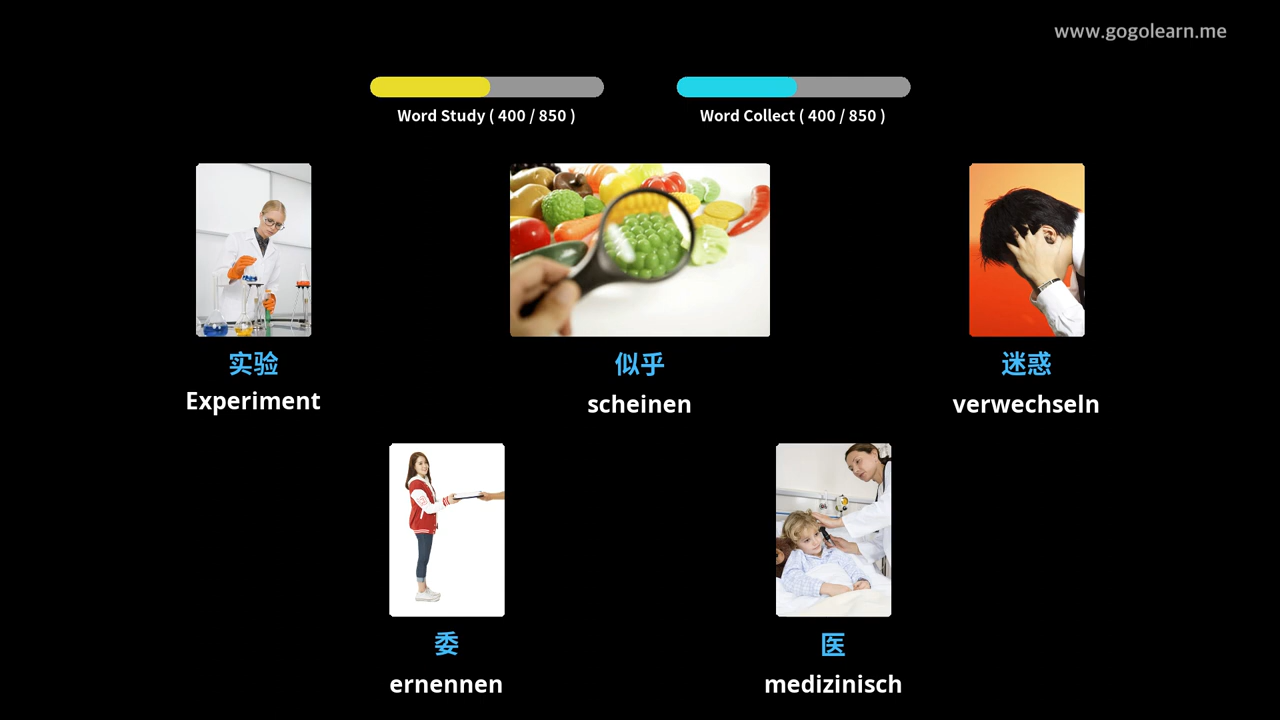 www.gogolearn.me
Word Study ( 400 / 850 )
Word Collect ( 400 / 850 )
实验
Experiment
似乎
scheinen
迷惑
verwechseln
委
ernennen
医
medizinisch